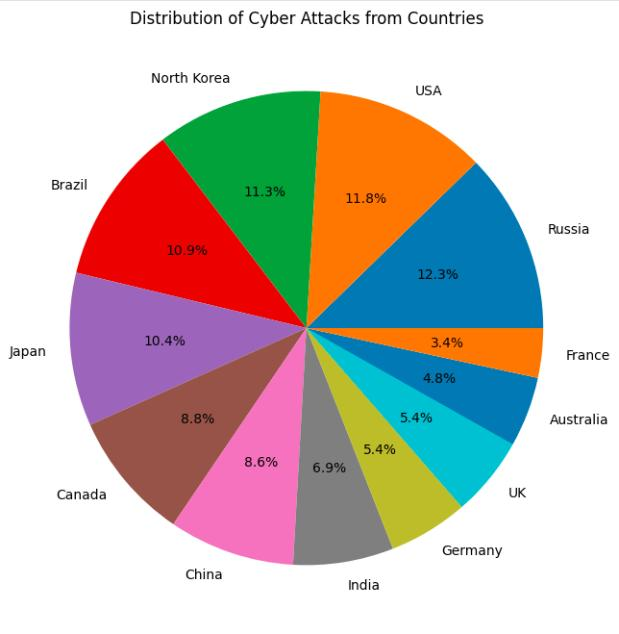 Distribution of Cyber Attacks from Countries
North Korea
USA
Brazil
11.3%
11.8%
Russia
10.9%
12.3%
Japan
10.4%
3.4%
France
4.8%
8.8%
5.4%
Australia
8.6%
6.9%
5.4%
Canada
UK
Germany
China
India